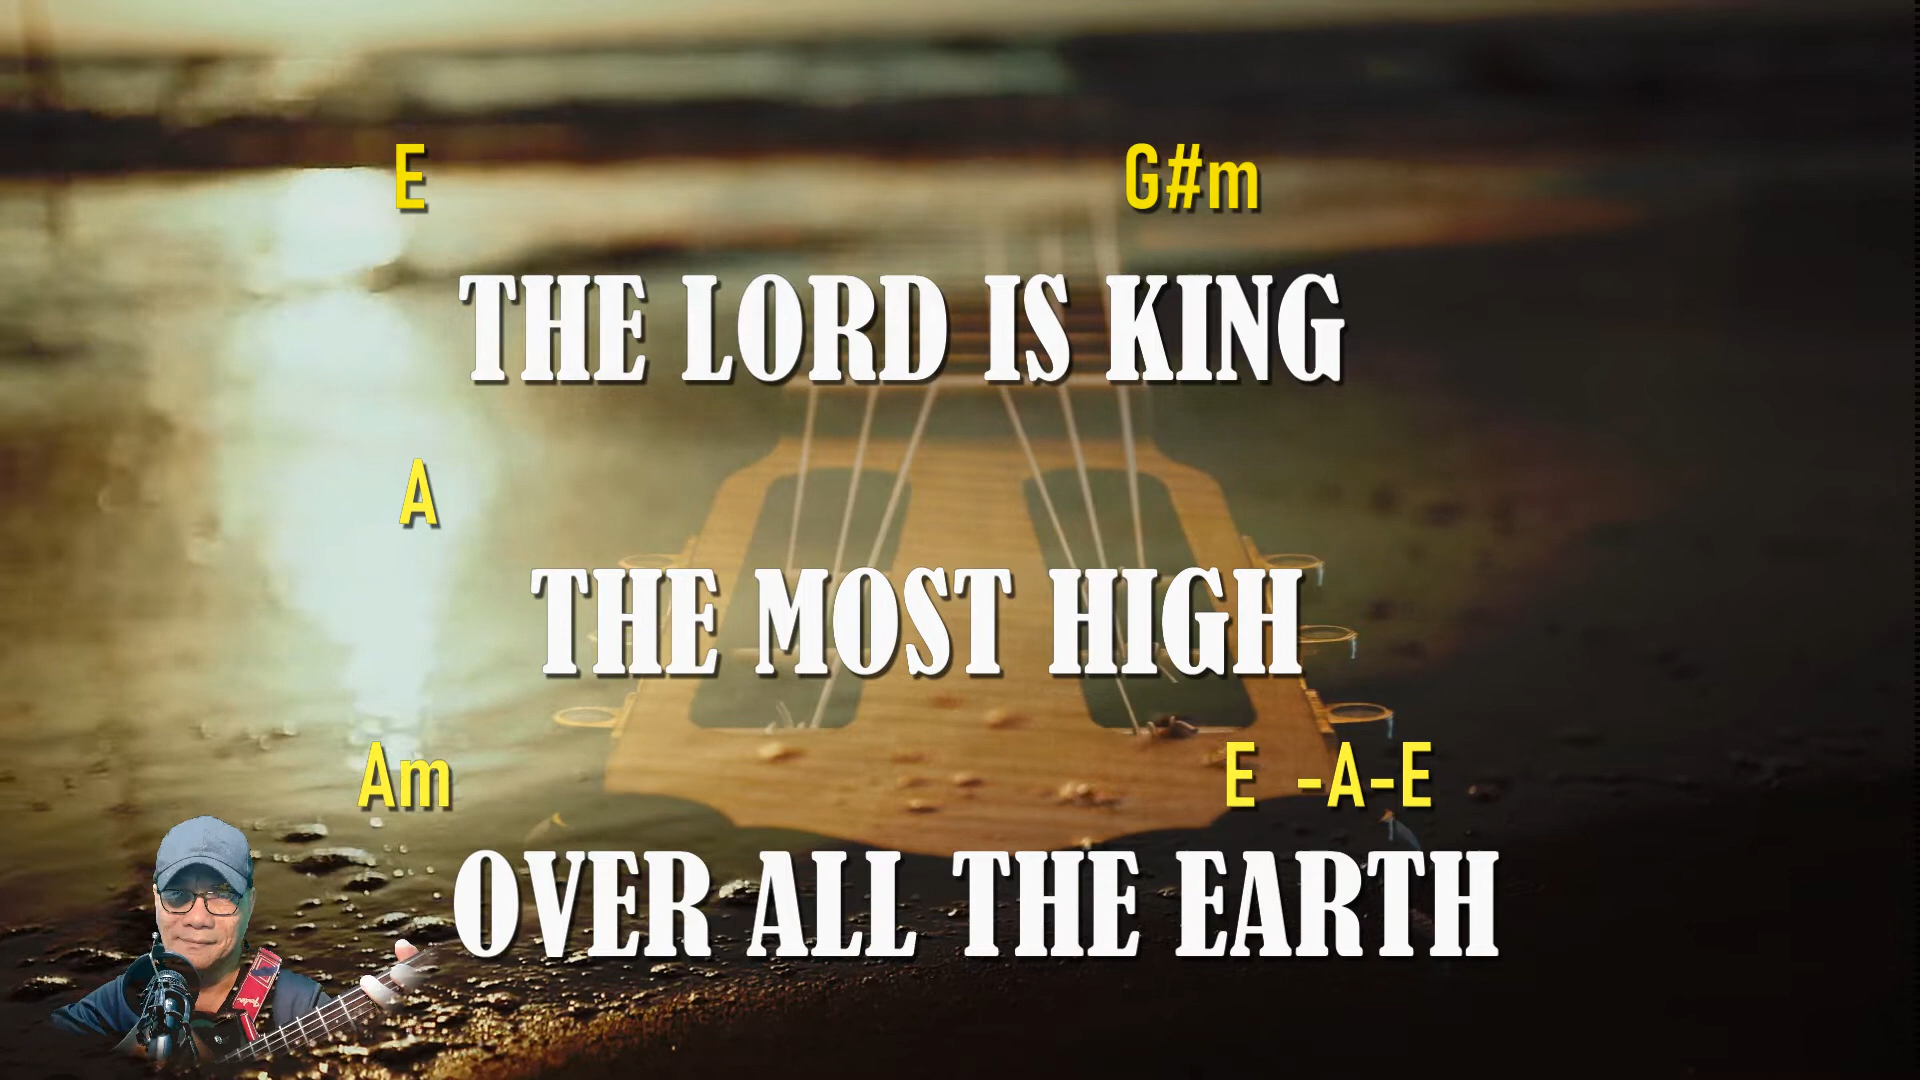 E G#m
THE LORD IS KING
A
THE MOST HIGH
Am E -A-E
OVER ALL THE EARTH